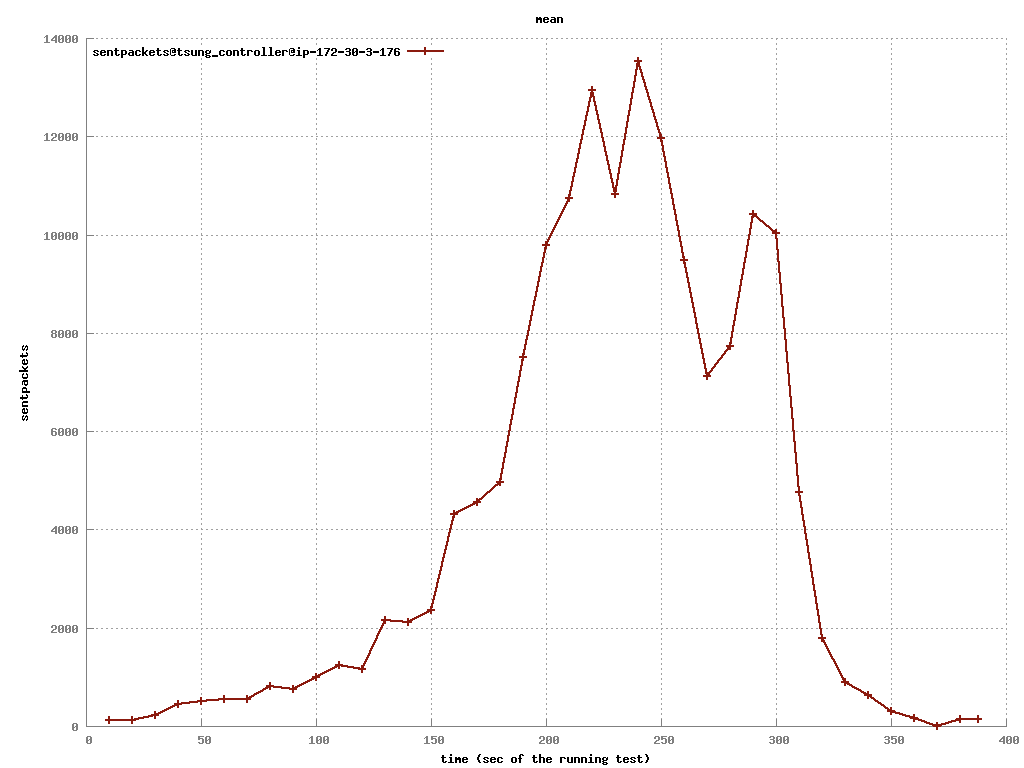 mean
sentpackets@tsung_controller@ip-172-30-3-176
14000
12000
10000
8000
6000
4000
2000
0
sentpackets
0 50 100 150 200 250 300 350 400
time (sec of the running test)